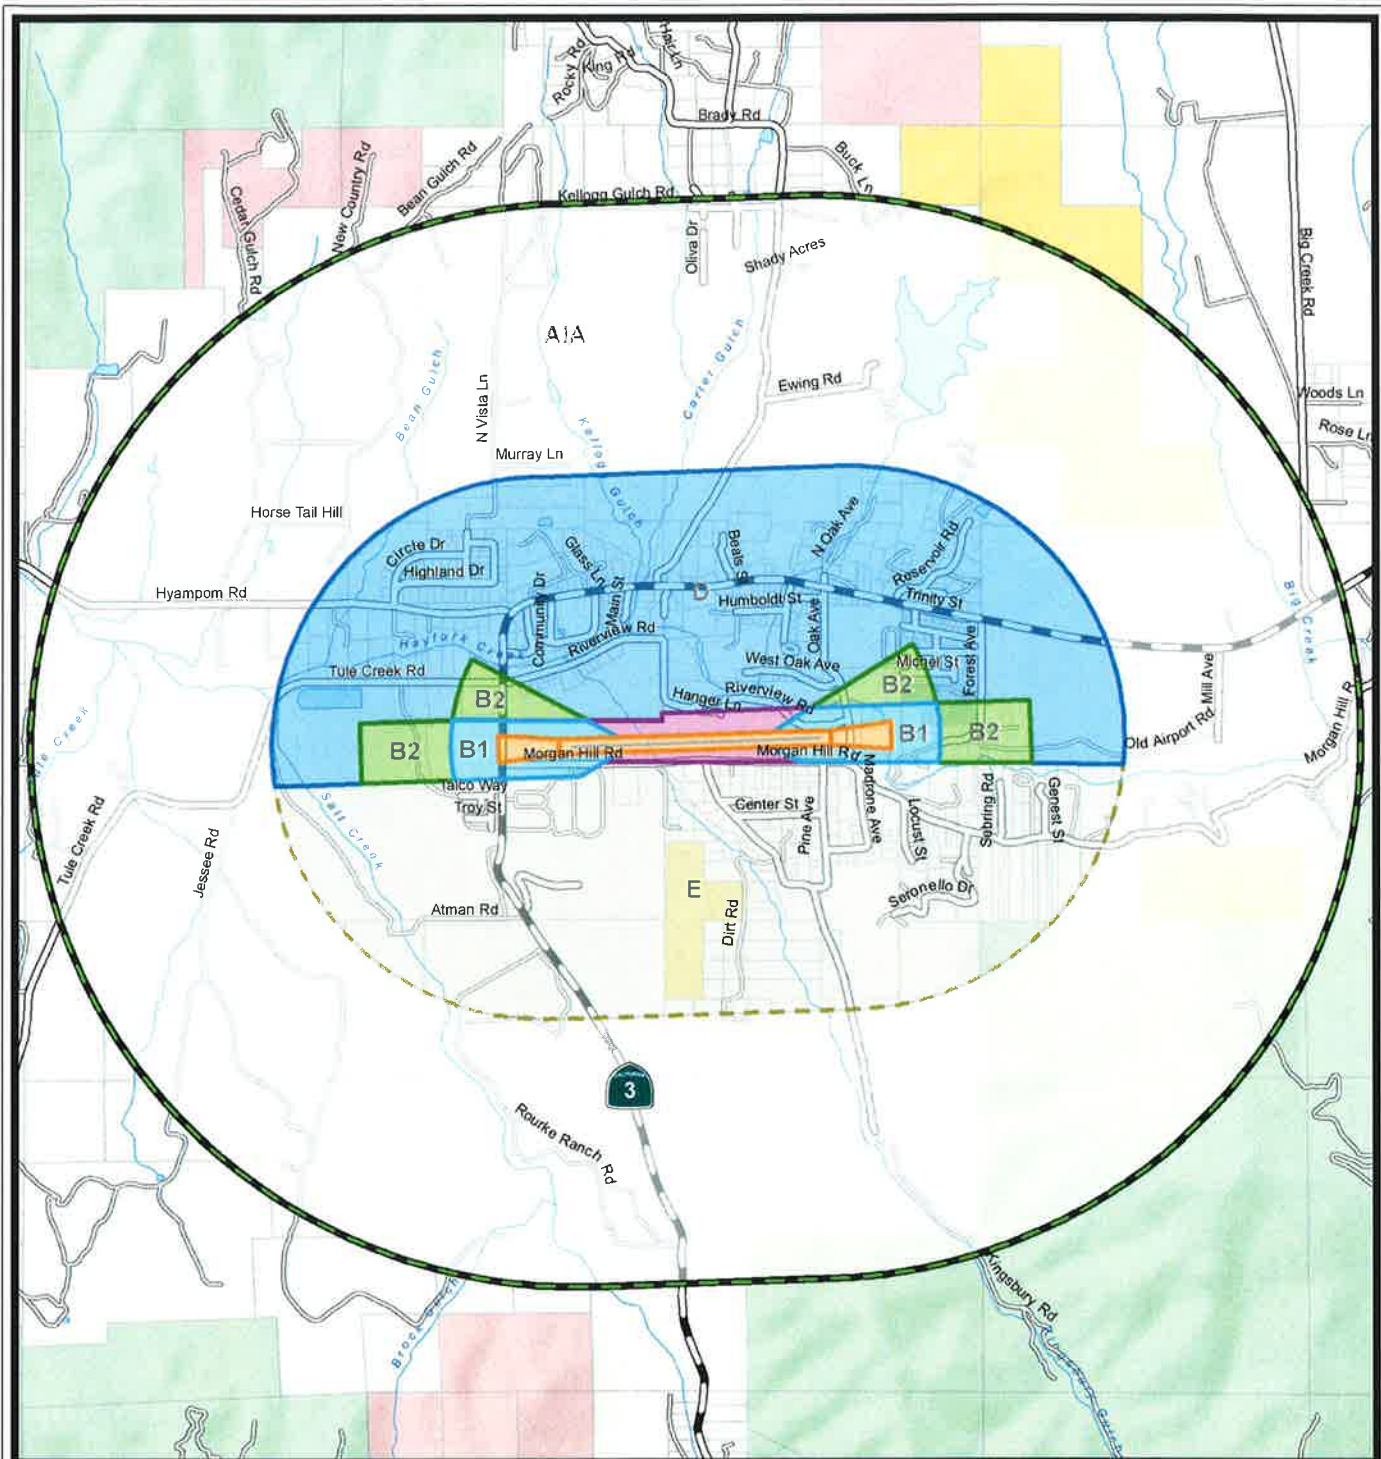 Rocky Rd
King Rd
Hair Ln
Brady Rd
Buck Ln
Kellogg Gulch Rd
Cedar Gulch Rd
New Country Rd
Bean Gulch Rd
Oliva Dr
Shady Acres
Big Creek Rd
AIA
Bean Gulch
Carter Gulch
N Vista Ln
Ewing Rd
Woods Ln
Rose Ln
Kellog Gulch
Murray Ln
Horse Tail Hill
Circle Dr
Highland Dr
Glass Ln
Beals St
N Oak Ave
Reservoir Rd
Hyampom Rd
Community Dr
Main St
D
Humboldt St
Trinity St
Oak Ave
Big Creek
Hayfork Creek
Riverview Rd
Tule Creek Rd
West Oak Ave
Michel St
Forest Ave
B2
B2
Hanger Ln
Riverview Rd
Mill Ave
Morgan Hill R
Old Airport Rd
B2
B1
Morgan Hill Rd
Morgan Hill Rd
B1
B2
Tule Creek
Talco Way
Troy St
Salt Creek
Center St
Pine Ave
Madrone Ave
Locust St
Sebring Rd
Genest St
Tule Creek Rd
Jessee Rd
E
Seronello Dr
Atman Rd
Dirt Rd
CALIFORNIA
3
Rourke Ranch Rd
Brock Gulch
Kingsbury Rd
Kingsbury Gulch